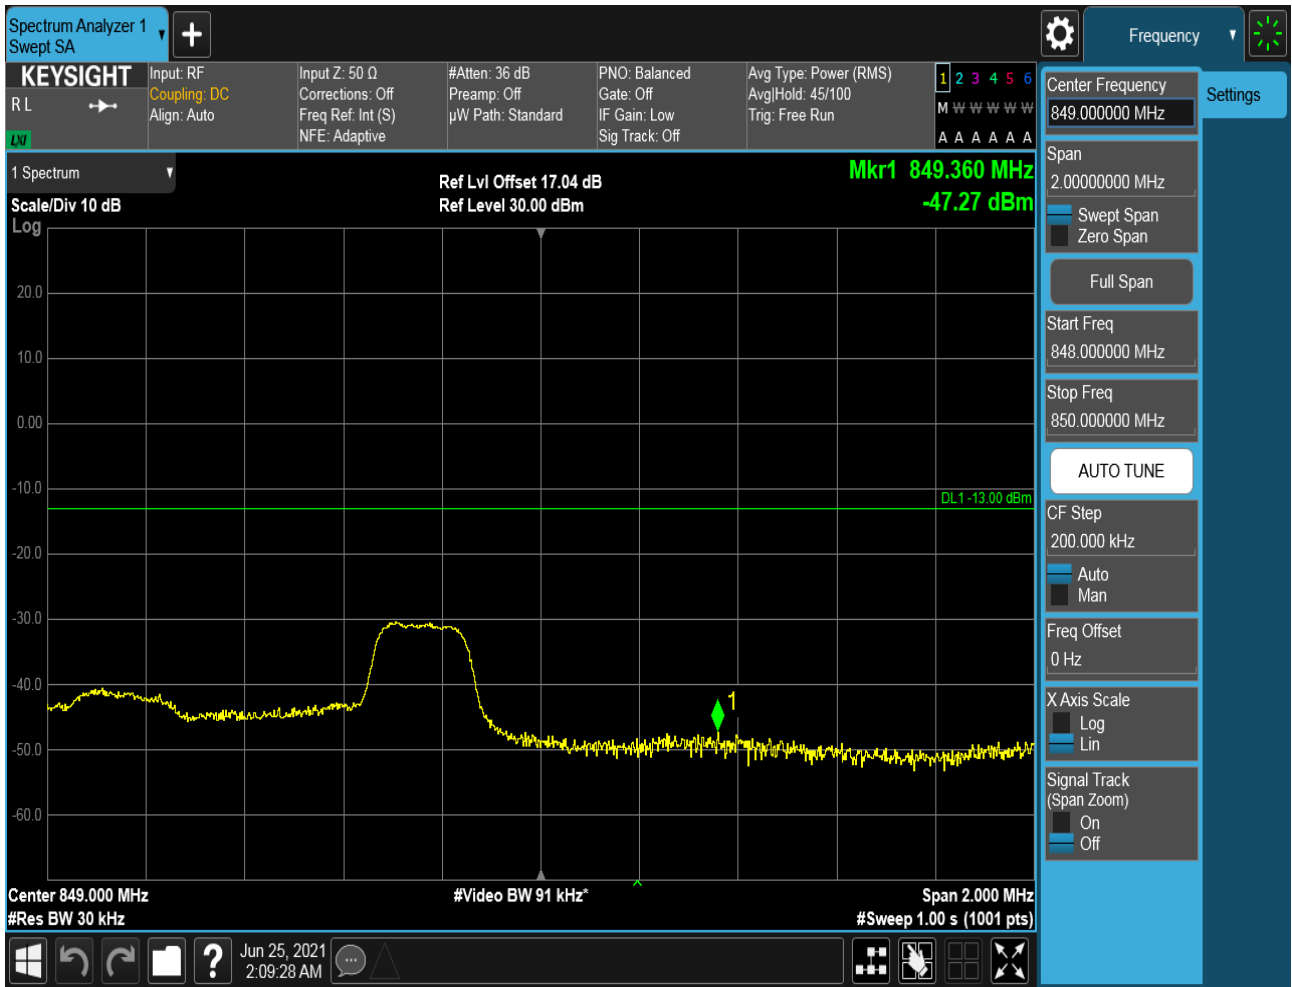 Spectrum Analyzer 1
Swept SA
Frequency
KEYSIGHT
R L
LXI
Input: RF
Coupling: DC
Align: Auto
Input Z: 50 Ω
Corrections: Off
Freq Ref: Int (S)
NFE: Adaptive
#Atten: 36 dB
Preamp: Off
µW Path: Standard
PNO: Balanced
Gate: Off
IF Gain: Low
Sig Track: Off
Avg Type: Power (RMS)
Avg|Hold: 45/100
Trig: Free Run
1 2 3 4 5 6
M W W W W W
A A A A A A
1 Spectrum
Scale/Div 10 dB
Log
Ref Lvl Offset 17.04 dB
Ref Level 30.00 dBm
Mkr1 849.360 MHz
-47.27 dBm
20.0
10.0
0.00
-10.0
-20.0
-30.0
-40.0
-50.0
-60.0
DL1 -13.00 dBm
1
Center 849.000 MHz
#Res BW 30 kHz
#Video BW 91 kHz*
Span 2.000 MHz
#Sweep 1.00 s (1001 pts)
Center Frequency
849.000000 MHz
Settings
Span
2.00000000 MHz
Swept Span
Zero Span
Full Span
Start Freq
848.000000 MHz
Stop Freq
850.000000 MHz
AUTO TUNE
CF Step
200.000 kHz
Auto
Man
Freq Offset
0 Hz
X Axis Scale
Log
Lin
Signal Track
(Span Zoom)
On
Off
?
Jun 25, 2021
2:09:28 AM